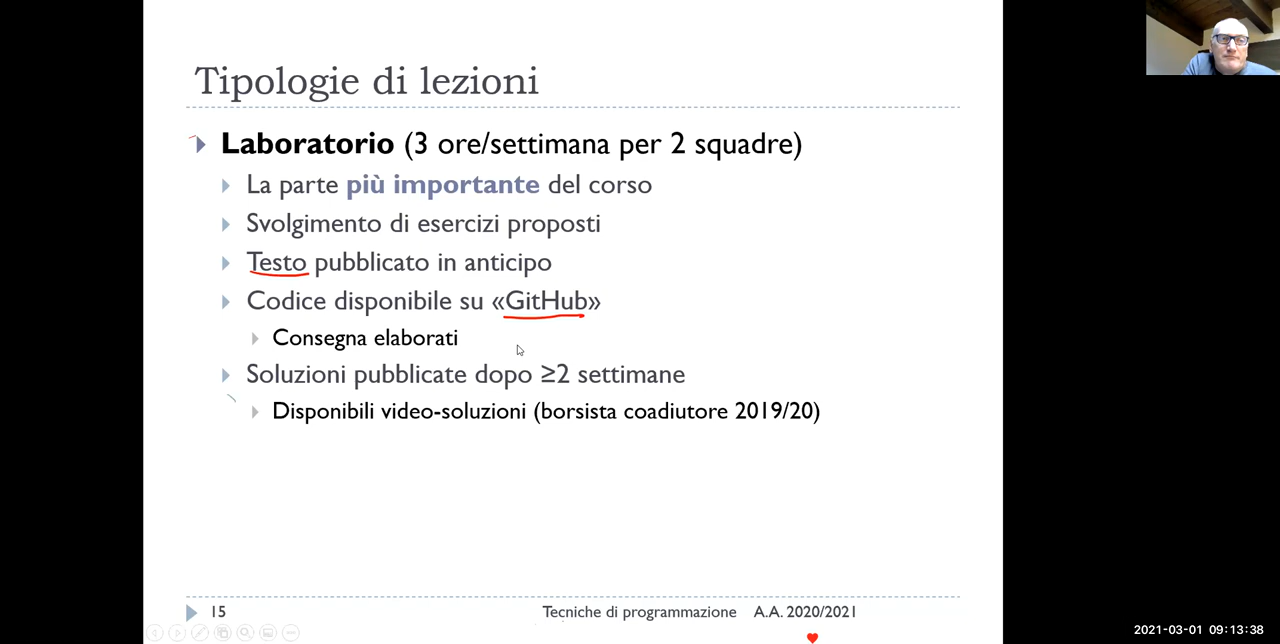 Tipologie di lezioni
Laboratorio (3 ore/settimana per 2 squadre)
La parte più importante del corso
Svolgimento di esercizi proposti
Testo pubblicato in anticipo
Codice disponibile su «GitHub»
Consegna elaborati
Soluzioni pubblicate dopo ≥2 settimane
Disponibili video-soluzioni (borsista coadiutore 2019/20)
15 Tecniche di programmazione A.A. 2020/2021
2021-03-01 09:13:38